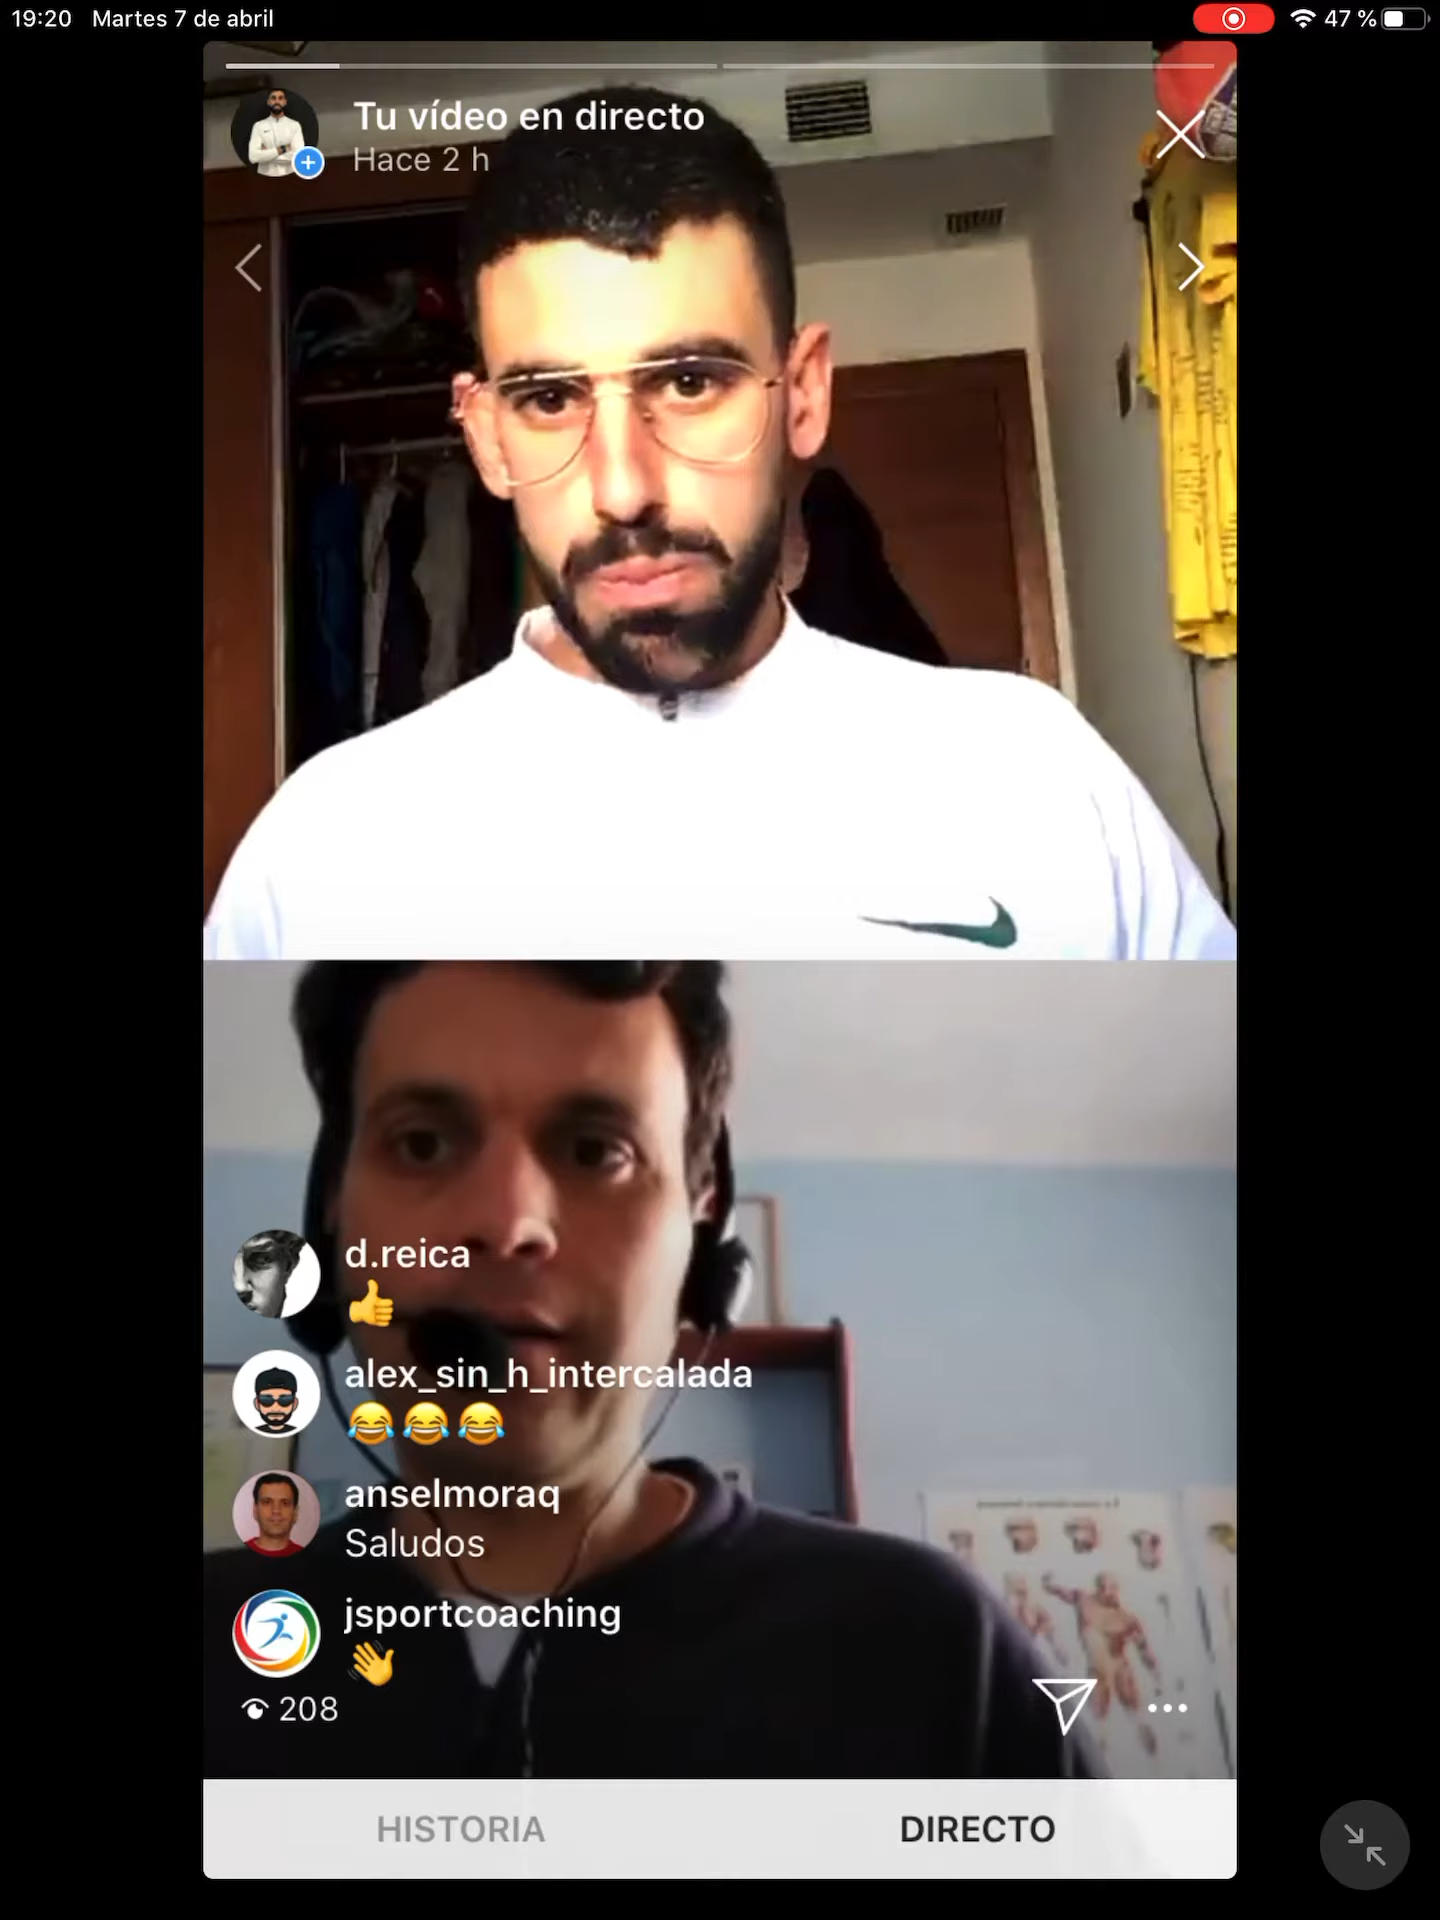 19:20 Martes 7 de abril
47 %
Tu vídeo en directo
Hace 2 h
d.reica
👍
alex_sin_h_intercalada
😂😂😂
anselmoraq
Saludos
jsportcoaching
👋
208
HISTORIA
DIRECTO